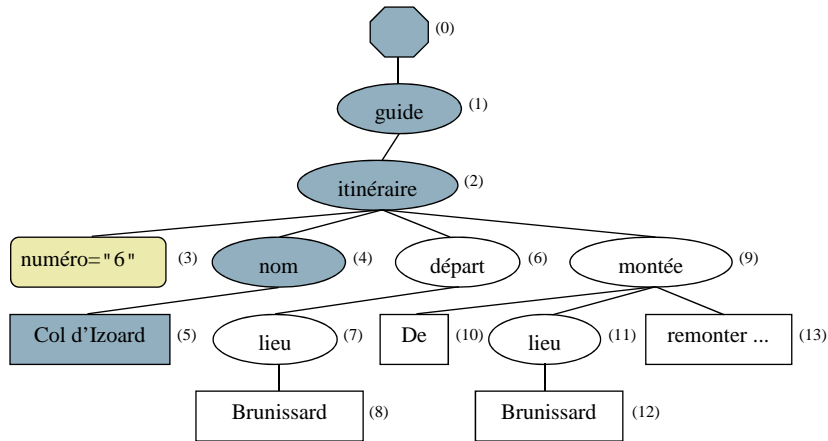 (0)
guide (1)
itinéraire (2)
numéro="6" (3) nom (4) départ (6) montée (9)
Col d'Izoard (5) lieu (7) De (10) lieu (11) remonter ... (13)
Brunissard (8) Brunissard (12)